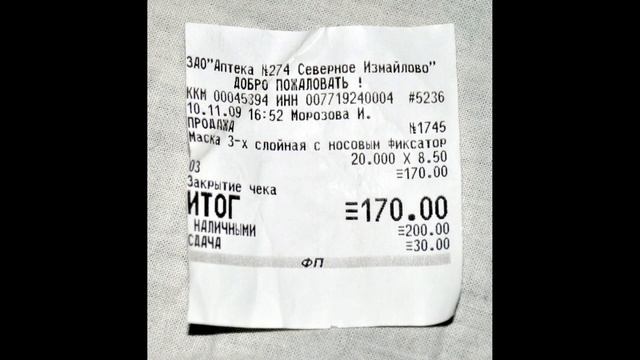 ЗАО"Аптека №274 Северное Измайлово"
ДОБРО ПОЖАЛОВАТЬ !
ККМ 00045394 ИНН 007719240004 #5236
10.11.09 16:52 Морозова И.
ПРОДАЖА №1745
Маска 3-х слойная с носовым фиксатор
20.000 X 8.50
03 ≡170.00
Закрытие чека
ИТОГ ≡170.00
НАЛИЧНЫМИ ≡200.00
СДАЧА ≡30.00
ФП